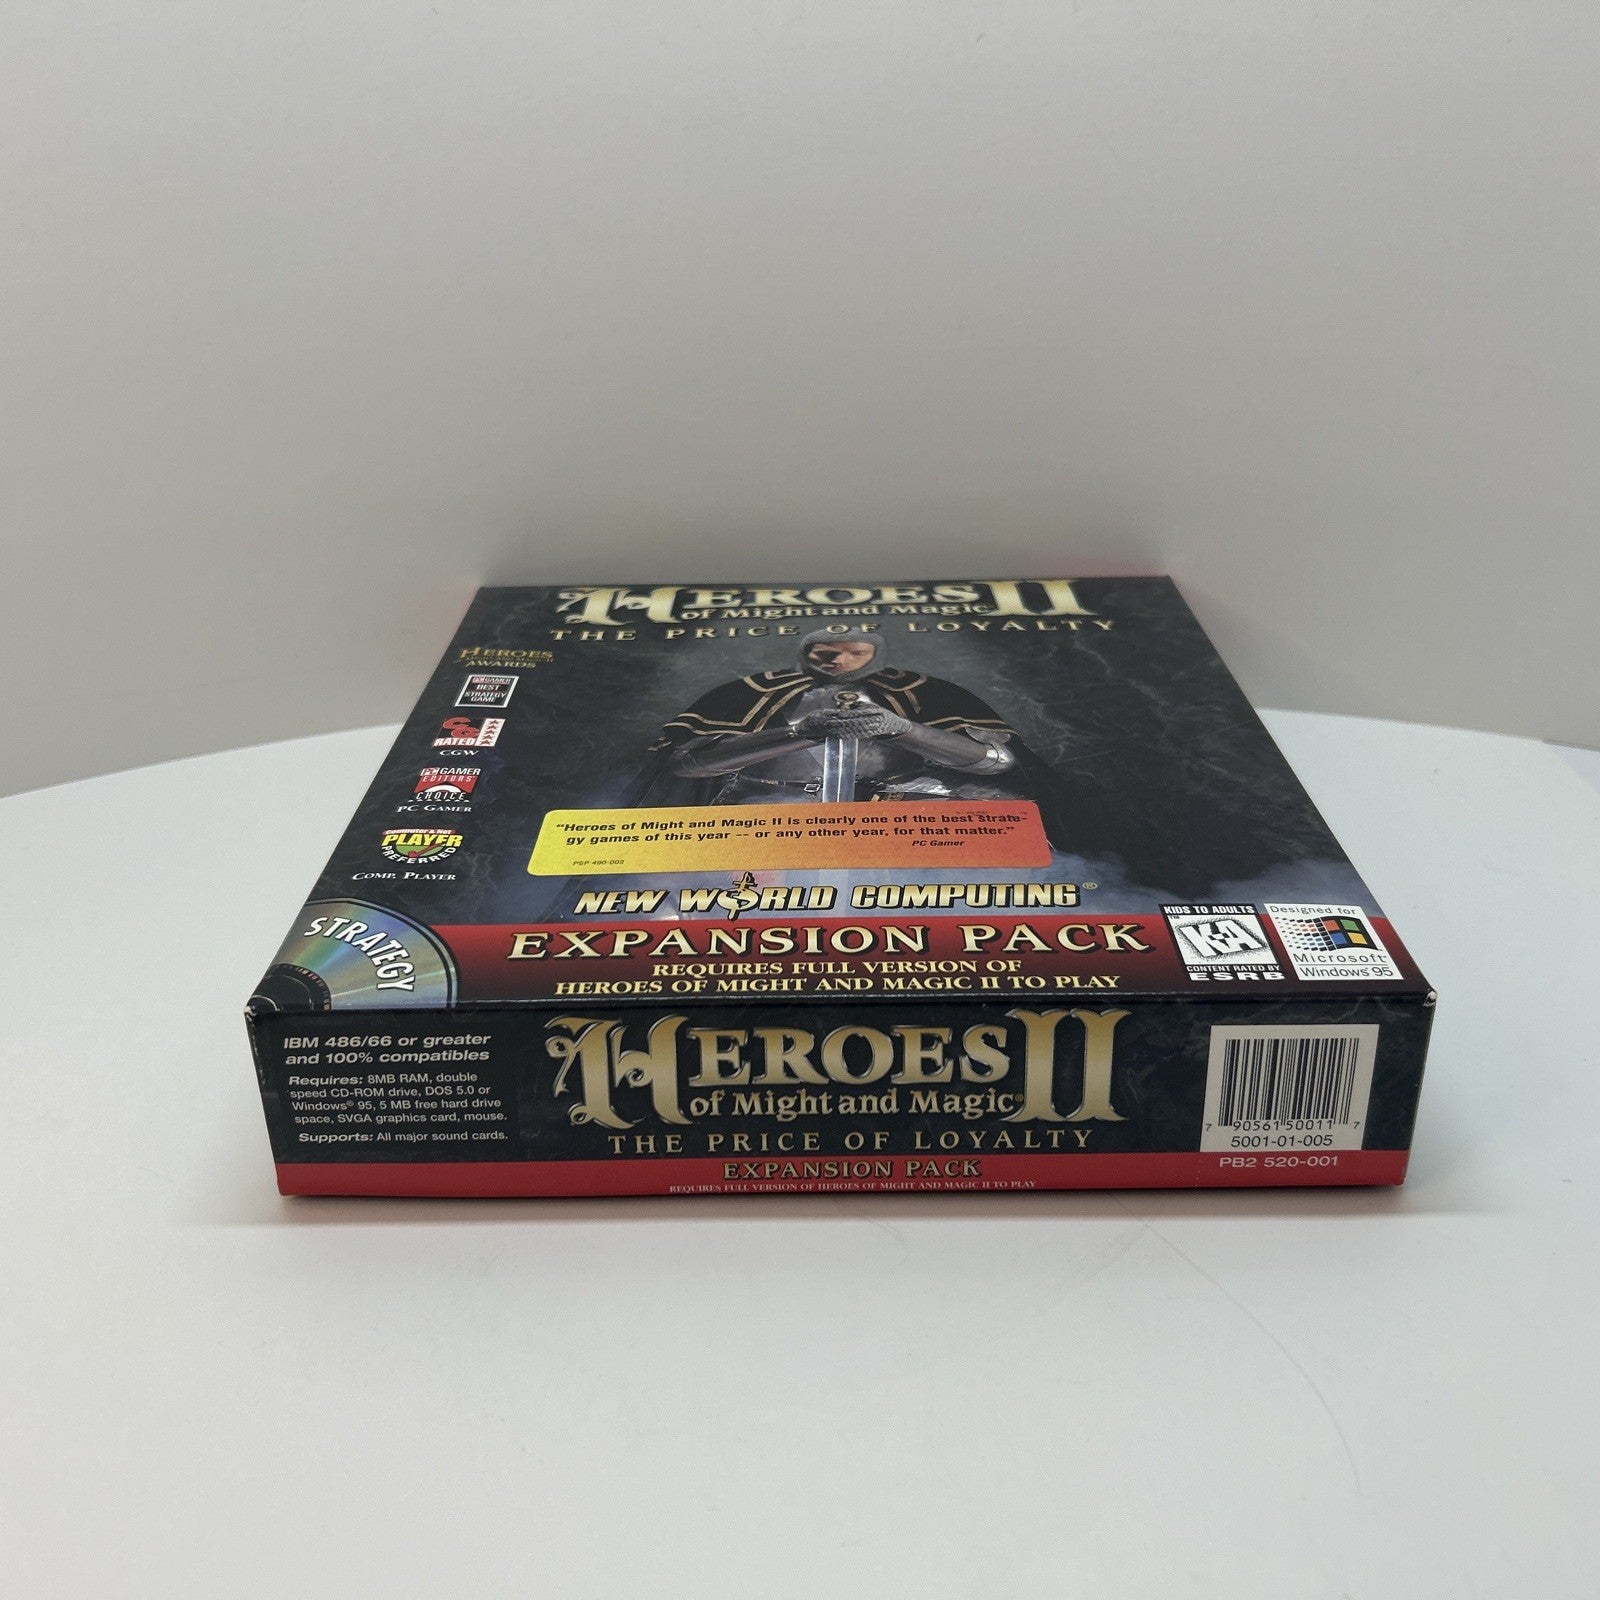 HEROES II
of Might and Magic
THE PRICE OF LOYALTY
HEROES
AWARDS
PC GAMER
BEST
STRATEGY
GAME
CG
RATED
CGW
PC GAMER
EDITORS'
CHOICE
PC GAMER
Computer & Net
PLAYER
PREFERRED
COMP. PLAYER
"Heroes of Might and Magic II is clearly one of the best strate-
gy games of this year -- or any other year, for that matter."
PC Gamer
PSP 490-002
NEW WORLD COMPUTING®
STRATEGY
EXPANSION PACK
REQUIRES FULL VERSION OF
HEROES OF MIGHT AND MAGIC II TO PLAY
KIDS TO ADULTS
K-A
CONTENT RATED BY
ESRB
Designed for
Microsoft
Windows 95
IBM 486/66 or greater
and 100% compatibles
Requires: 8MB RAM, double
speed CD-ROM drive, DOS 5.0 or
Windows® 95, 5 MB free hard drive
space, SVGA graphics card, mouse.
Supports: All major sound cards.
HEROES II
of Might and Magic®
THE PRICE OF LOYALTY
EXPANSION PACK
REQUIRES FULL VERSION OF HEROES OF MIGHT AND MAGIC II TO PLAY
7 90561 50011 7
5001-01-005
PB2 520-001